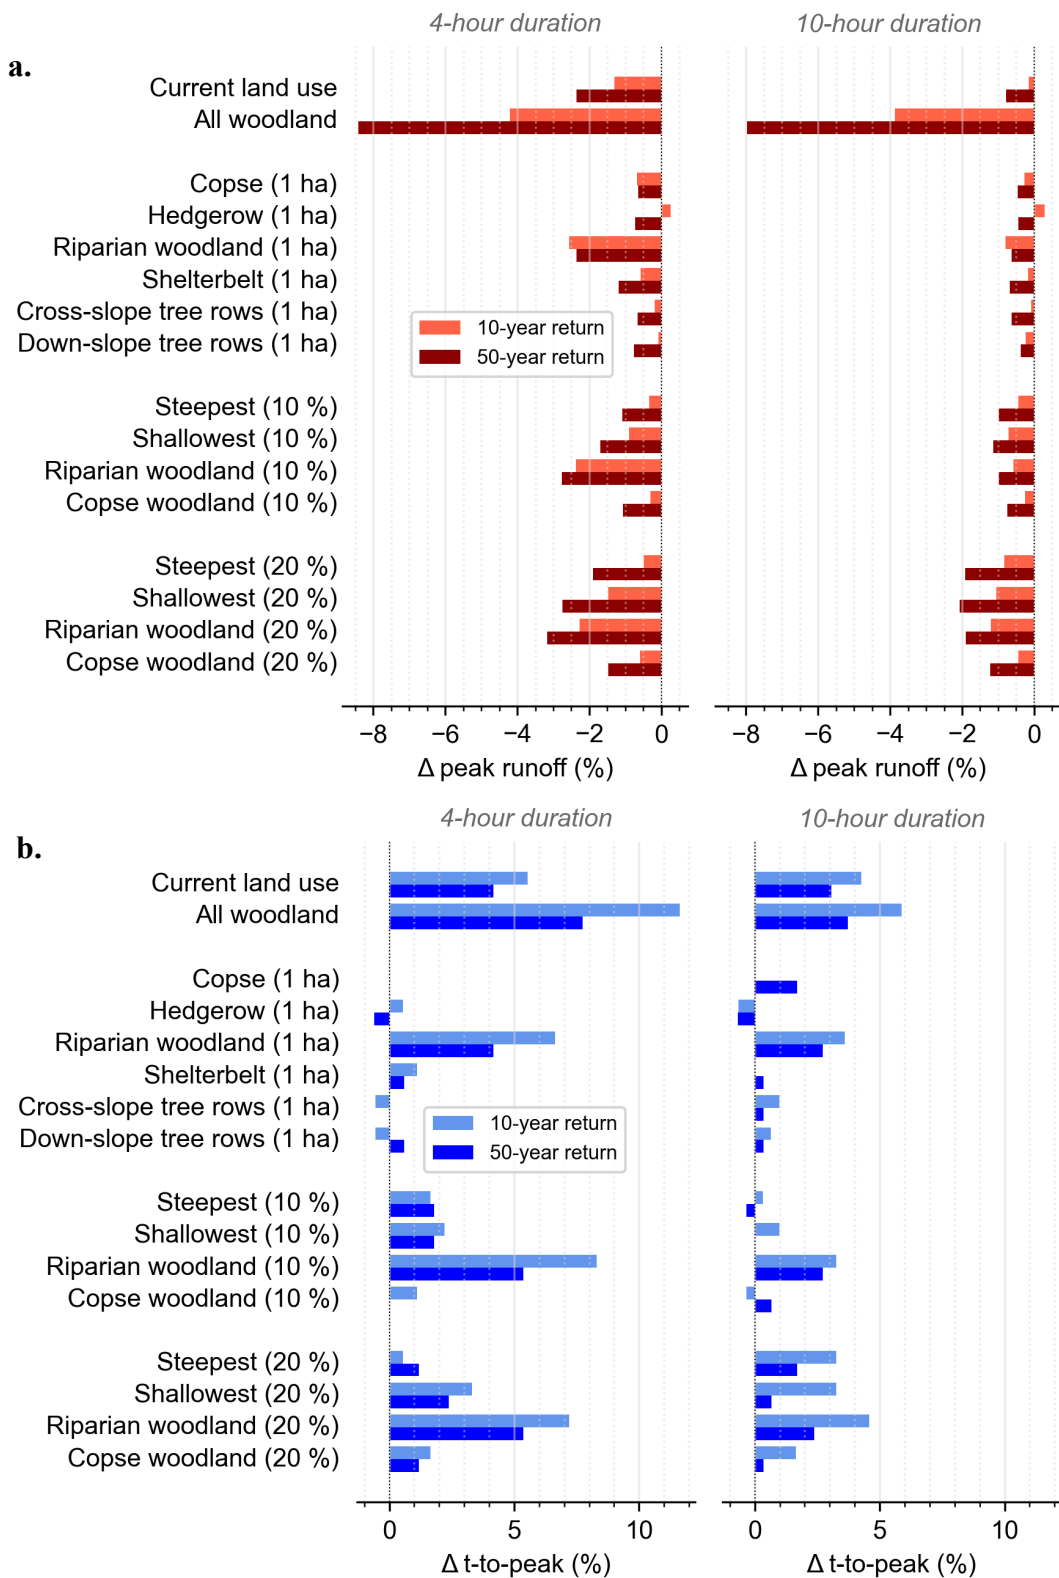 4-hour duration 10-hour duration
a.
Current land use
All woodland
Copse (1 ha)
Hedgerow (1 ha)
Riparian woodland (1 ha)
Shelterbelt (1 ha)
Cross-slope tree rows (1 ha)
Down-slope tree rows (1 ha)
10-year return
50-year return
Steepest (10 %)
Shallowest (10 %)
Riparian woodland (10 %)
Copse woodland (10 %)
Steepest (20 %)
Shallowest (20 %)
Riparian woodland (20 %)
Copse woodland (20 %)
−8 −6 −4 −2 0 −8 −6 −4 −2 0
Δ peak runoff (%) Δ peak runoff (%)
4-hour duration 10-hour duration
b.
Current land use
All woodland
Copse (1 ha)
Hedgerow (1 ha)
Riparian woodland (1 ha)
Shelterbelt (1 ha)
Cross-slope tree rows (1 ha)
Down-slope tree rows (1 ha)
10-year return
50-year return
Steepest (10 %)
Shallowest (10 %)
Riparian woodland (10 %)
Copse woodland (10 %)
Steepest (20 %)
Shallowest (20 %)
Riparian woodland (20 %)
Copse woodland (20 %)
0 5 10 0 5 10
Δ t-to-peak (%) Δ t-to-peak (%)